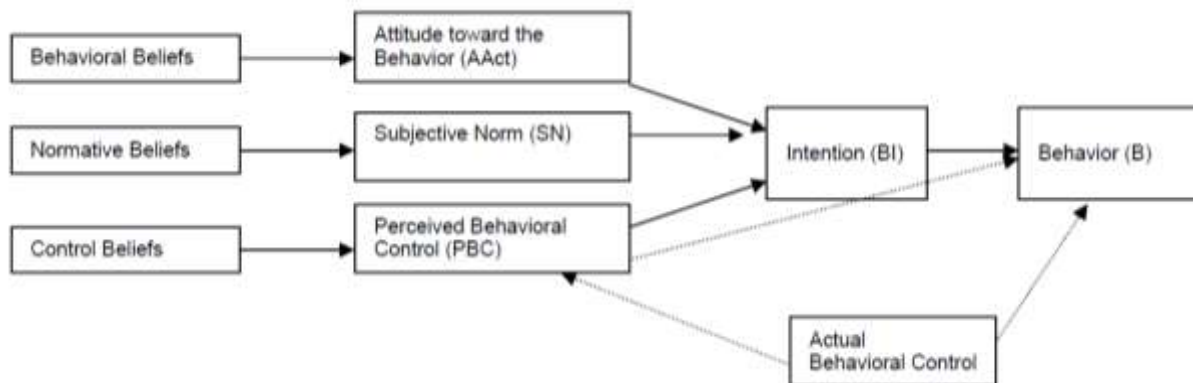 Behavioral Beliefs
Attitude toward the
Behavior (AAct)
Normative Beliefs
Subjective Norm (SN)
Intention (BI)
Behavior (B)
Control Beliefs
Perceived Behavioral
Control (PBC)
Actual
Behavioral Control